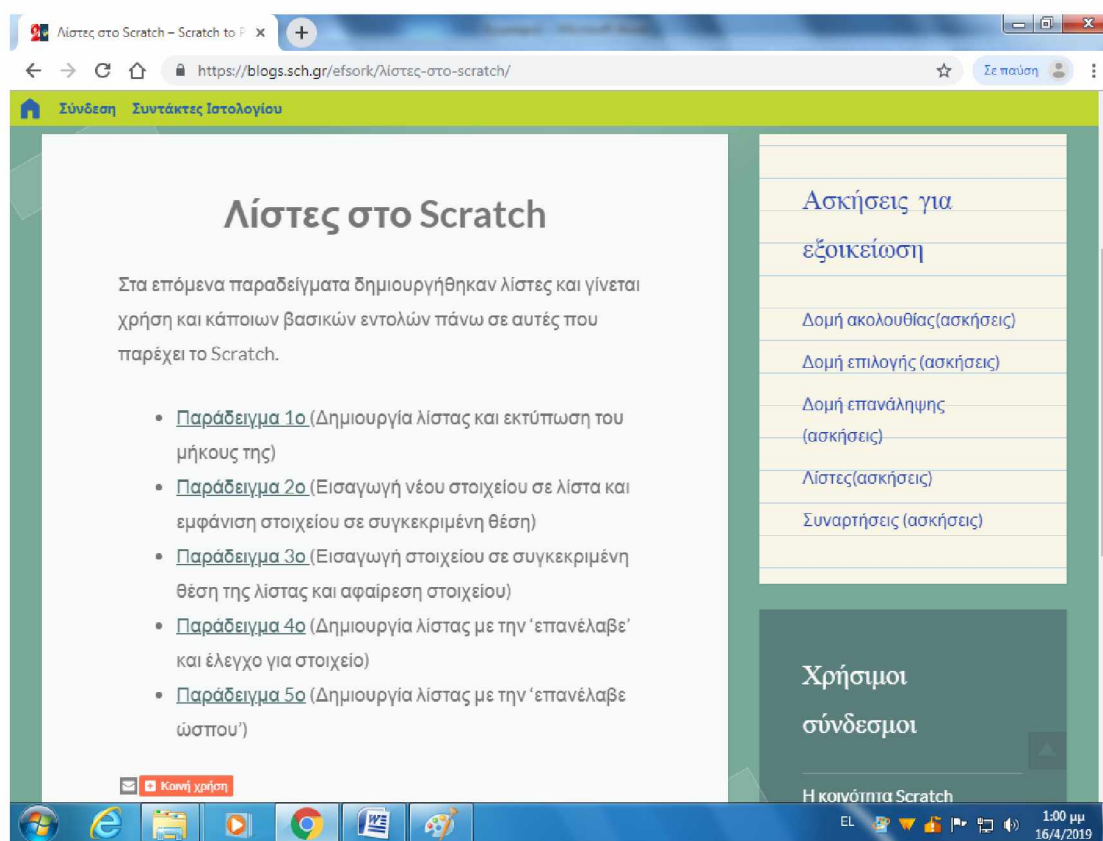 Λίστες στο Scratch – Scratch to P
https://blogs.sch.gr/efsork/λίστες-στο-scratch/
Σε παύση
Σύνδεση Συντάκτες Ιστολογίου
Λίστες στο Scratch
Στα επόμενα παραδείγματα δημιουργήθηκαν λίστες και γίνεται
χρήση και κάποιων βασικών εντολών πάνω σε αυτές που
παρέχει το Scratch.
• Παράδειγμα 1ο (Δημιουργία λίστας και εκτύπωση του
μήκους της)
• Παράδειγμα 2ο (Εισαγωγή νέου στοιχείου σε λίστα και
εμφάνιση στοιχείου σε συγκεκριμένη θέση)
• Παράδειγμα 3ο (Εισαγωγή στοιχείου σε συγκεκριμένη
θέση της λίστας και αφαίρεση στοιχείου)
• Παράδειγμα 4ο (Δημιουργία λίστας με την ‘επανέλαβε’
και έλεγχο για στοιχείο)
• Παράδειγμα 5ο (Δημιουργία λίστας με την ‘επανέλαβε
ώσπου’)
Κοινή χρήση
Ασκήσεις για
εξοικείωση
Δομή ακολουθίας(ασκήσεις)
Δομή επιλογής (ασκήσεις)
Δομή επανάληψης
(ασκήσεις)
Λίστες(ασκήσεις)
Συναρτήσεις (ασκήσεις)
Χρήσιμοι
σύνδεσμοι
Η κοινότητα Scratch
EL
1:00 μμ
16/4/2019